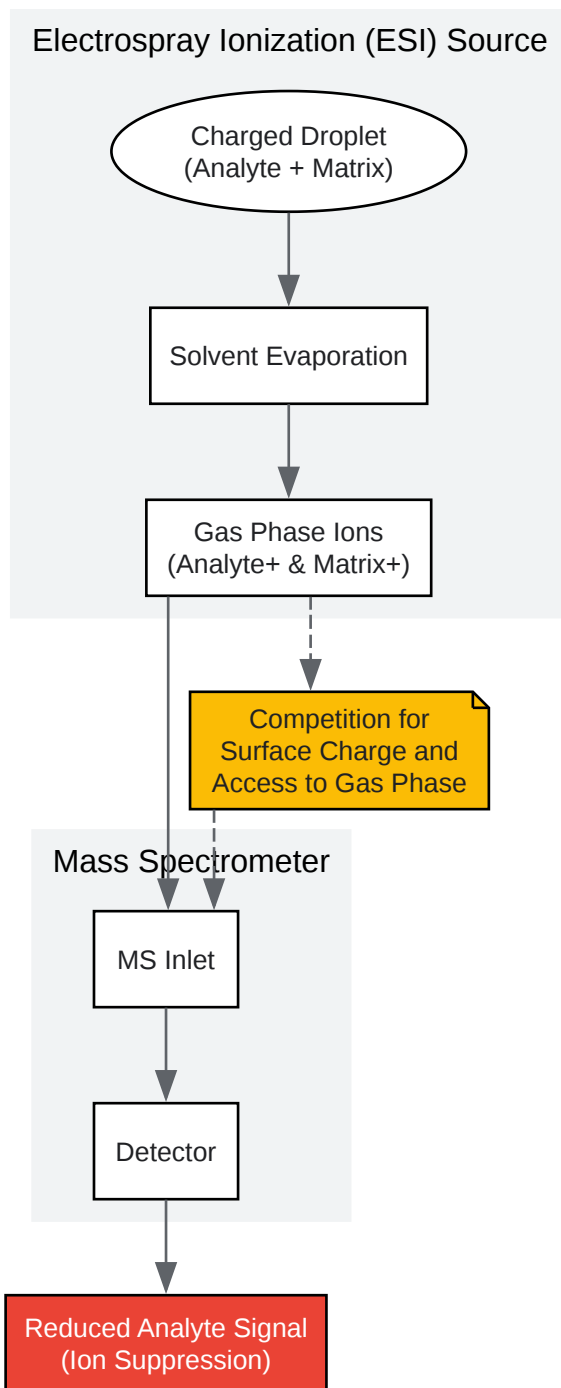 Electrospray Ionization (ESI) Source
Charged Droplet
(Analyte + Matrix)
Solvent Evaporation
Gas Phase Ions
(Analyte+ & Matrix+)
Competition for
Surface Charge and
Access to Gas Phase
Mass Spectrometer
MS Inlet
Detector
Reduced Analyte Signal
(Ion Suppression)